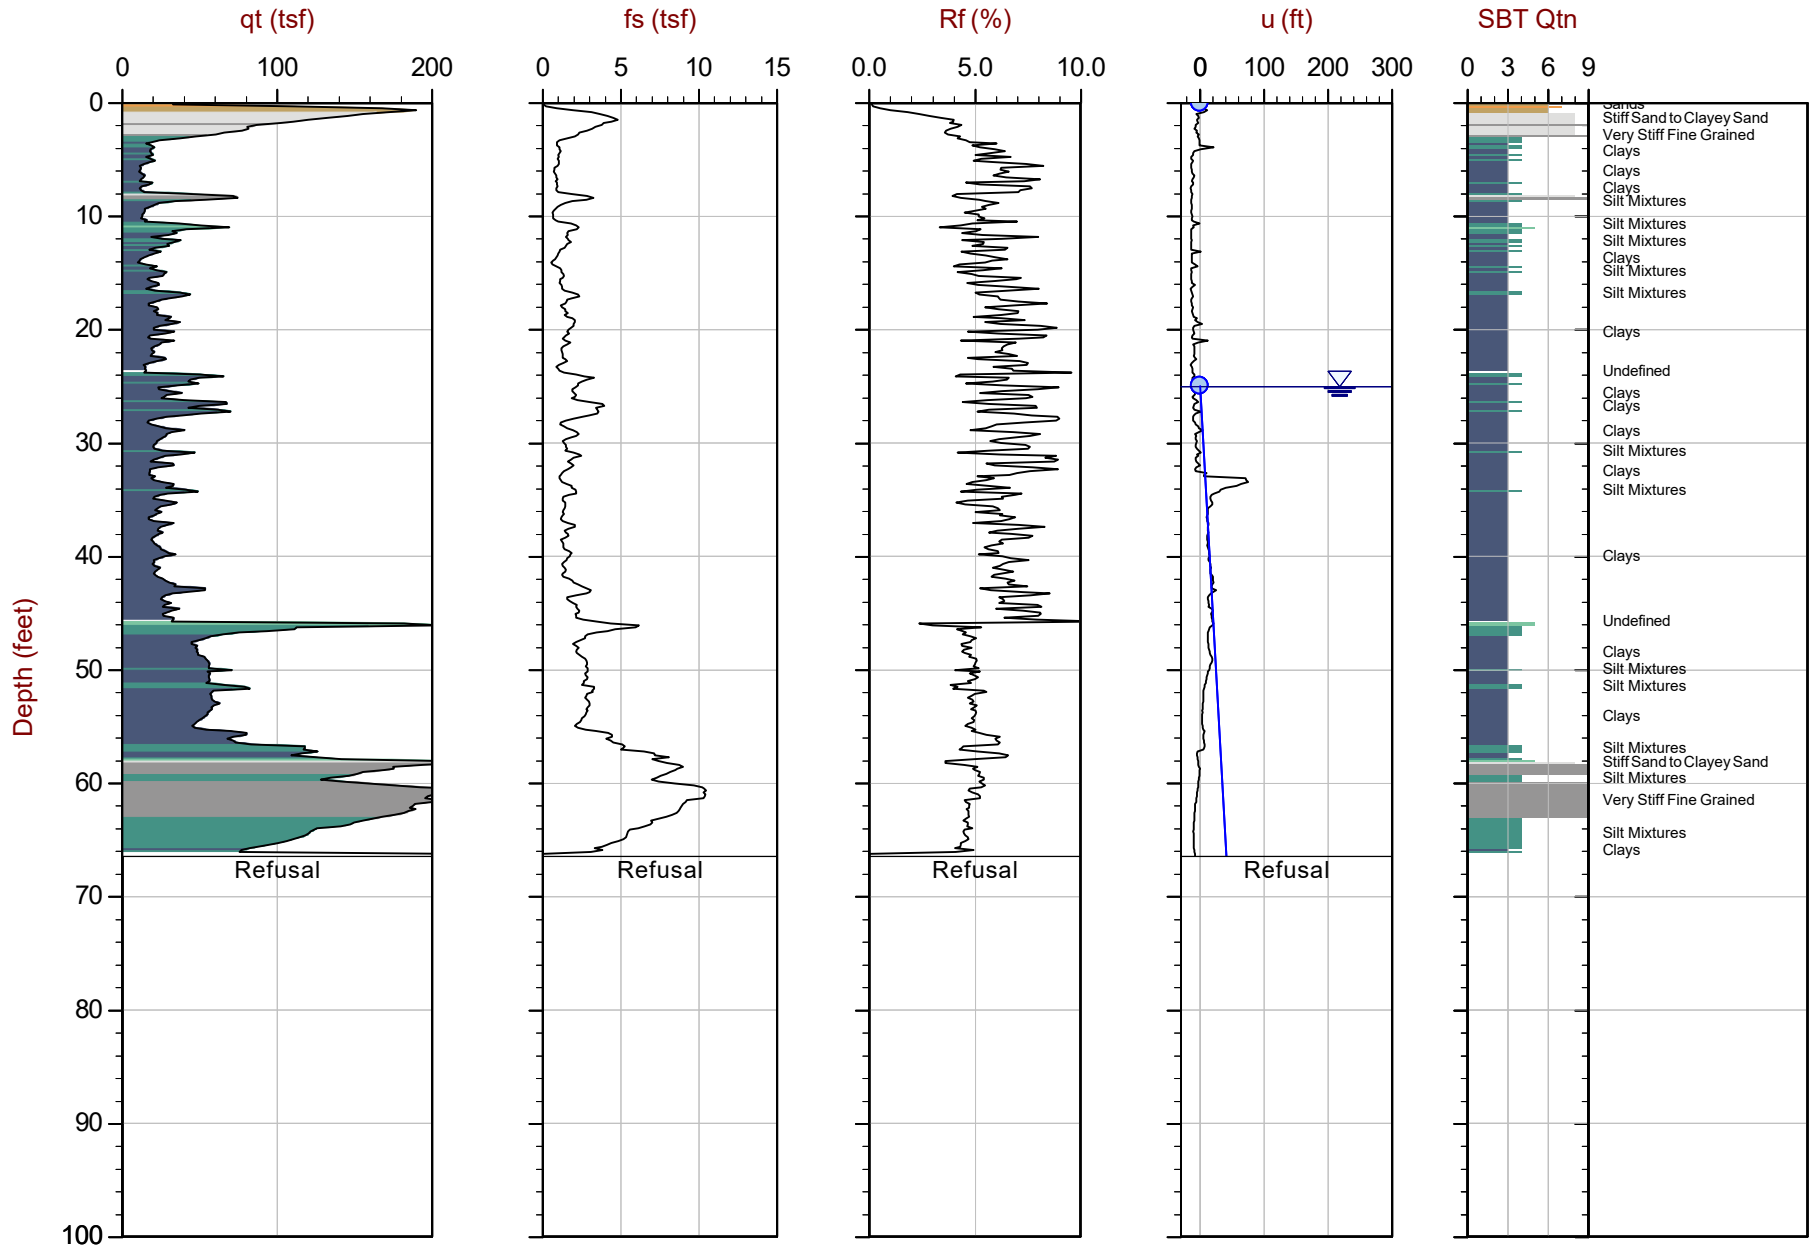 qt (tsf) fs (tsf) Rf (%) u (ft) SBT Qtn
0 100 200 0 5 10 15 0.0 5.0 10.0 0 100 200 300 0 3 6 9
0
10
20
30
40
50
60
70
80
90
100
Depth (feet)
Sands
Stiff Sand to Clayey Sand
Very Stiff Fine Grained
Clays
Clays
Clays
Silt Mixtures
Silt Mixtures
Silt Mixtures
Clays
Silt Mixtures
Silt Mixtures
Clays
Undefined
Clays
Clays
Clays
Silt Mixtures
Clays
Silt Mixtures
Clays
Undefined
Clays
Silt Mixtures
Silt Mixtures
Clays
Silt Mixtures
Stiff Sand to Clayey Sand
Silt Mixtures
Very Stiff Fine Grained
Silt Mixtures
Clays
Refusal Refusal Refusal Refusal